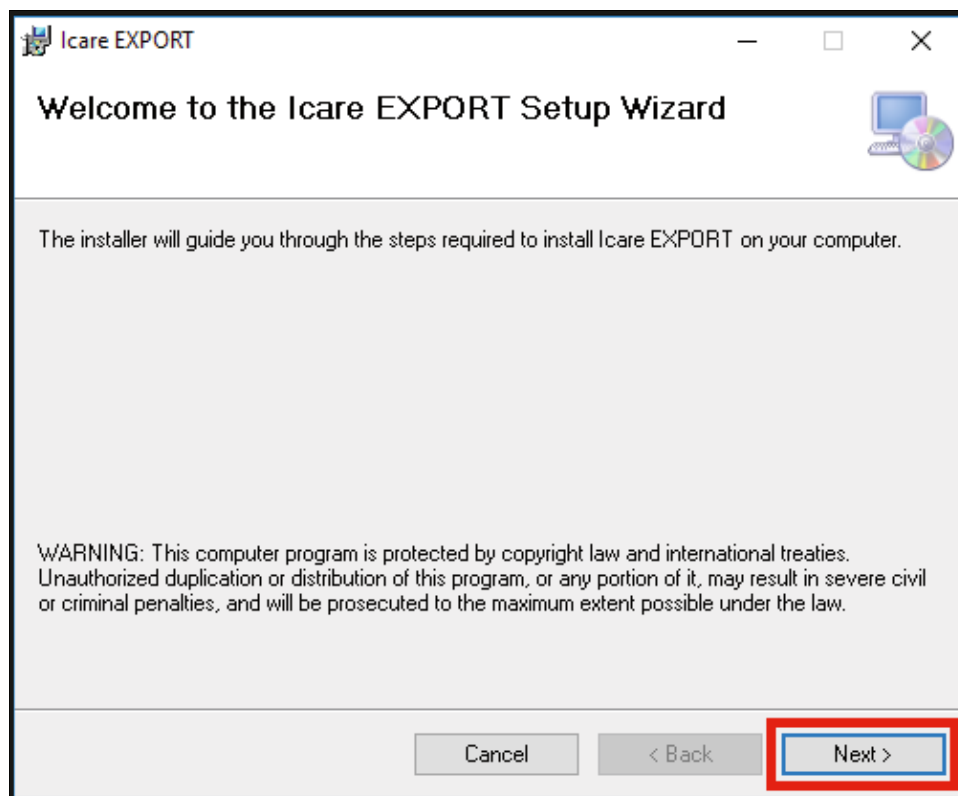 Icare EXPORT
Welcome to the Icare EXPORT Setup Wizard
The installer will guide you through the steps required to install Icare EXPORT on your computer.
WARNING: This computer program is protected by copyright law and international treaties.
Unauthorized duplication or distribution of this program, or any portion of it, may result in severe civil
or criminal penalties, and will be prosecuted to the maximum extent possible under the law.
Cancel
< Back
Next >